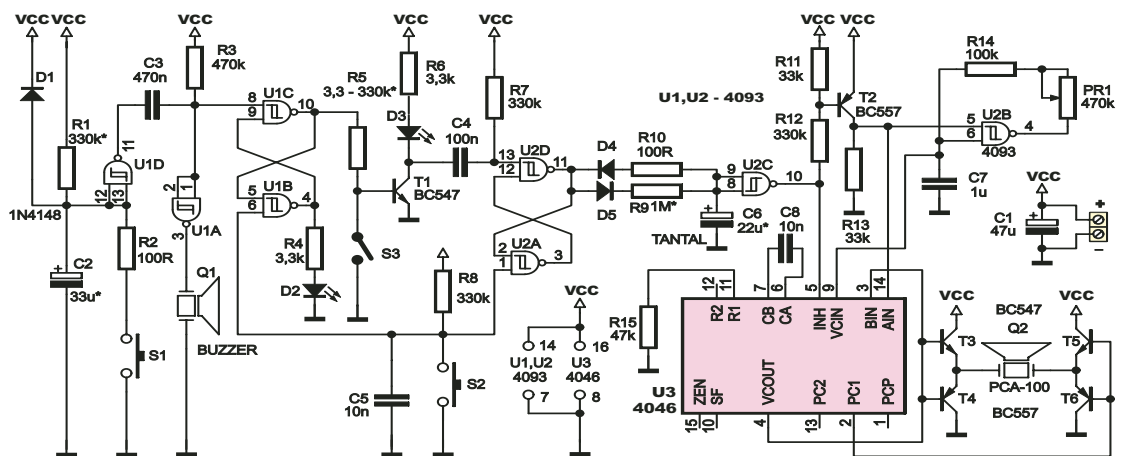 VCC VCC
VCC
VCC
VCC
VCC
VCC
D1
1N4148
R1
330k*
C3
470n
11
U1D
12 13
R2
100R
C2
33u*
S1
R3
470k
2 1
U1A
3
Q1
BUZZER
8
9
U1C
10
5
6
U1B
4
R4
3,3k
D2
R5
3,3 - 330k*
S3
R6
3,3k
D3
T1
BC547
C4
100n
R7
330k
13
12
U2D
11
2
1
U2A
3
R8
330k
C5
10n
S2
D4
D5
R10
100R
R9 1M*
9
8
U2C
10
C6
22u*
TANTAL
C8
10n
U1,U2 - 4093
R11
33k
R12
330k
T2
BC557
R13
33k
R14
100k
PR1
470k
5
6
U2B
4
4093
C7
1u
VCC
+
C1
47u
–
VCC
14
16
U1,U2
4093
U3
4046
7
8
R15
47k
12 11 7 6 5 9 3 14
R2 R1 CB CA INH VCIN BIN AIN
U3
4046
ZEN SF VCOUT PC2 PC1 PCP
15 10 4 13 2 1
VCC
BC547
VCC
T3
Q2
T5
PCA-100
T4
BC557
T6